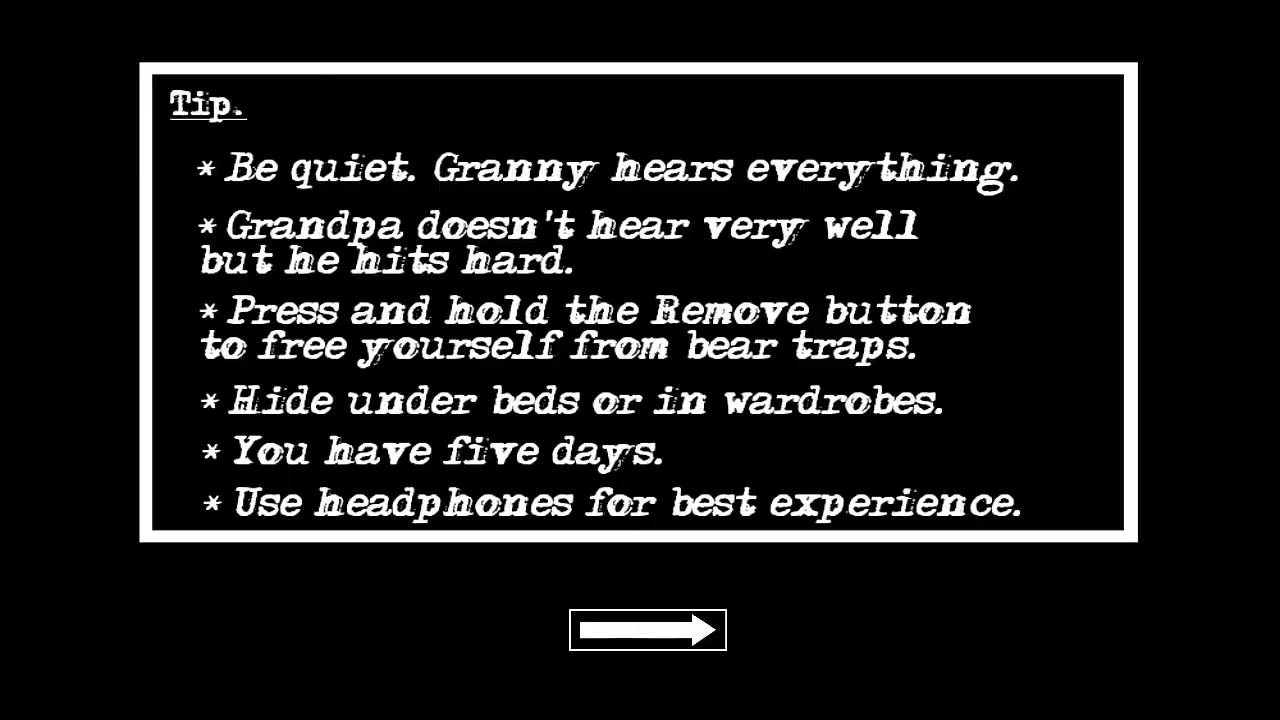 Tip.
* Be quiet. Granny hears everything.
* Grandpa doesn't hear very well
but he hits hard.
* Press and hold the Remove button
to free yourself from bear traps.
* Hide under beds or in wardrobes.
* You have five days.
* Use headphones for best experience.